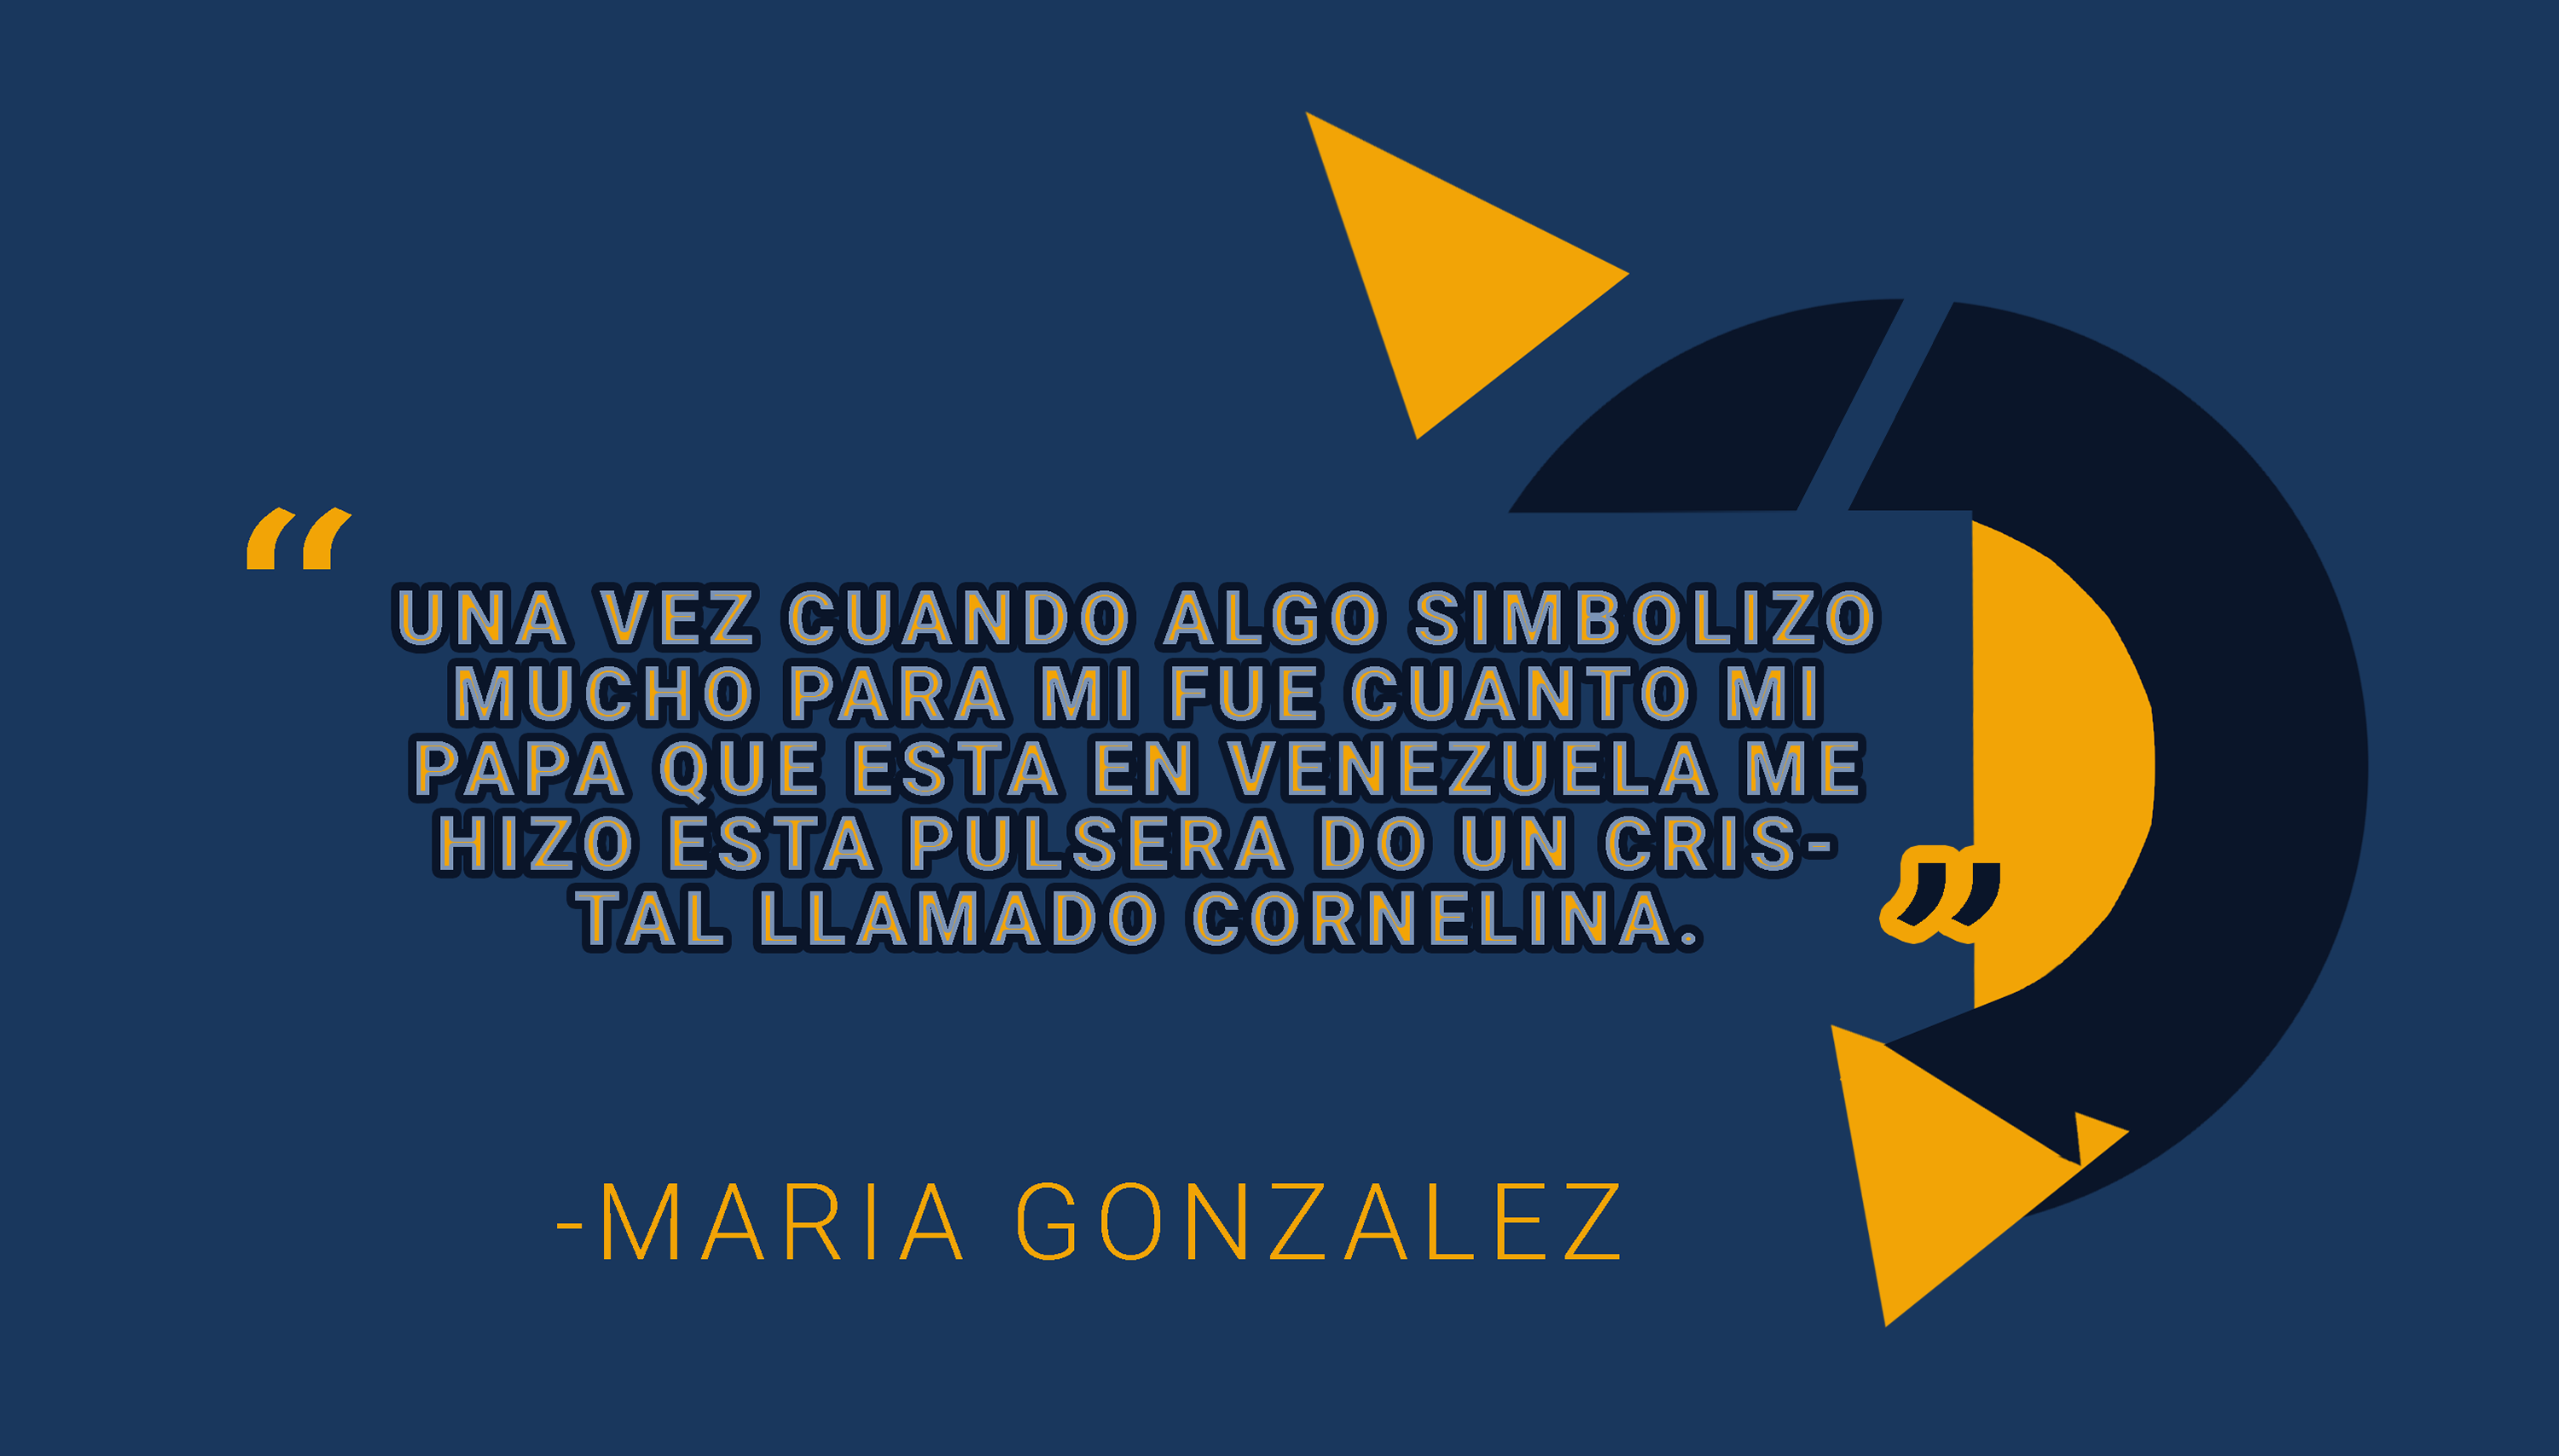 “
UNA VEZ CUANDO ALGO SIMBOLIZO
MUCHO PARA MI FUE CUANTO MI
PAPA QUE ESTA EN VENEZUELA ME
HIZO ESTA PULSERA DO UN CRIS-
TAL LLAMADO CORNELINA.
”
-MARIA GONZALEZ